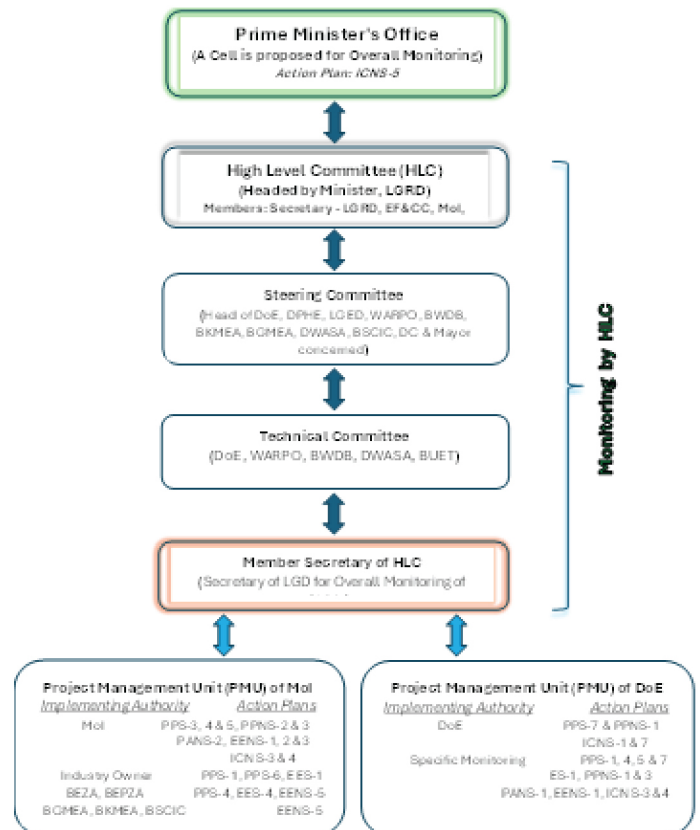 Prime Minister's Office
(A Cell is proposed for Overall Monitoring)
Action Plan: ICNS-5
High Level Committee (HLC)
(Headed by Minister, LGRD)
Members: Secretary - LGRD, EF&CC, MoI,
Steering Committee
(Head of DoE, DPHE, LGED, WARPO, BWDB,
BKMEA, BGMEA, DWASA, BSCIC, DC & Mayor
concerned)
Technical Committee
(DoE, WARPO, BWDB, DWASA, BUET)
Member Secretary of HLC
(Secretary of LGD for Overall Monitoring of
Monitoring by HLC
Project Management Unit (PMU) of MoI
Implementing Authority Action Plans
MoI PPS-3, 4 & 5, PPNS-2 & 3
PANS-2, EENS-1, 2 & 3
ICNS-3 & 4
Industry Owner PPS-1, PPS-6, EES-1
BEZA, BEPZA PPS-4, EES-4, EENS-5
BGMEA, BKMEA, BSCIC EENS-5
Project Management Unit (PMU) of DoE
Implementing Authority Action Plans
DoE PPS-7 & PPNS-1
ICNS-1 & 7
Specific Monitoring PPS-1, 4, 5 & 7
ES-1, PPNS-1 & 3
PANS-1, EENS-1, ICNS-3 & 4